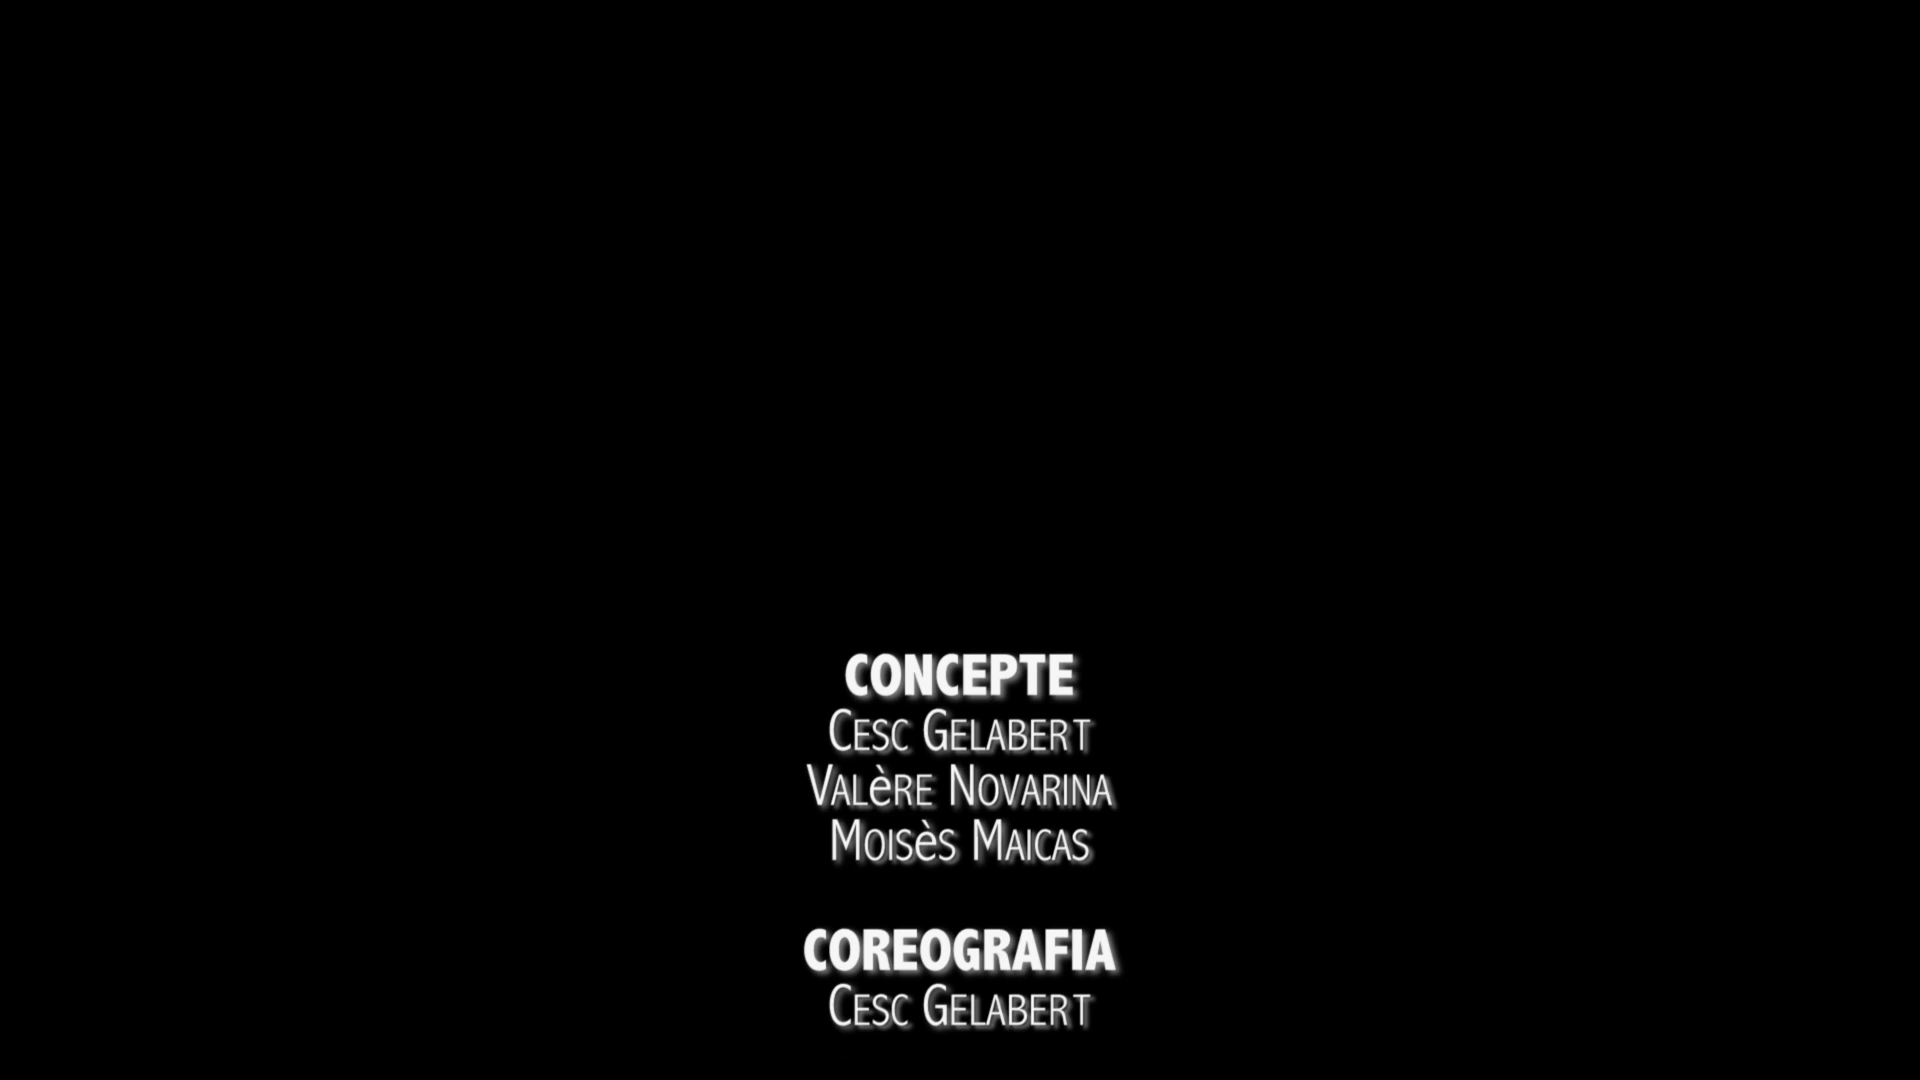 CONCEPTE
Cesc Gelabert
Valère Novarina
Moisès Maicas
COREOGRAFIA
Cesc Gelabert